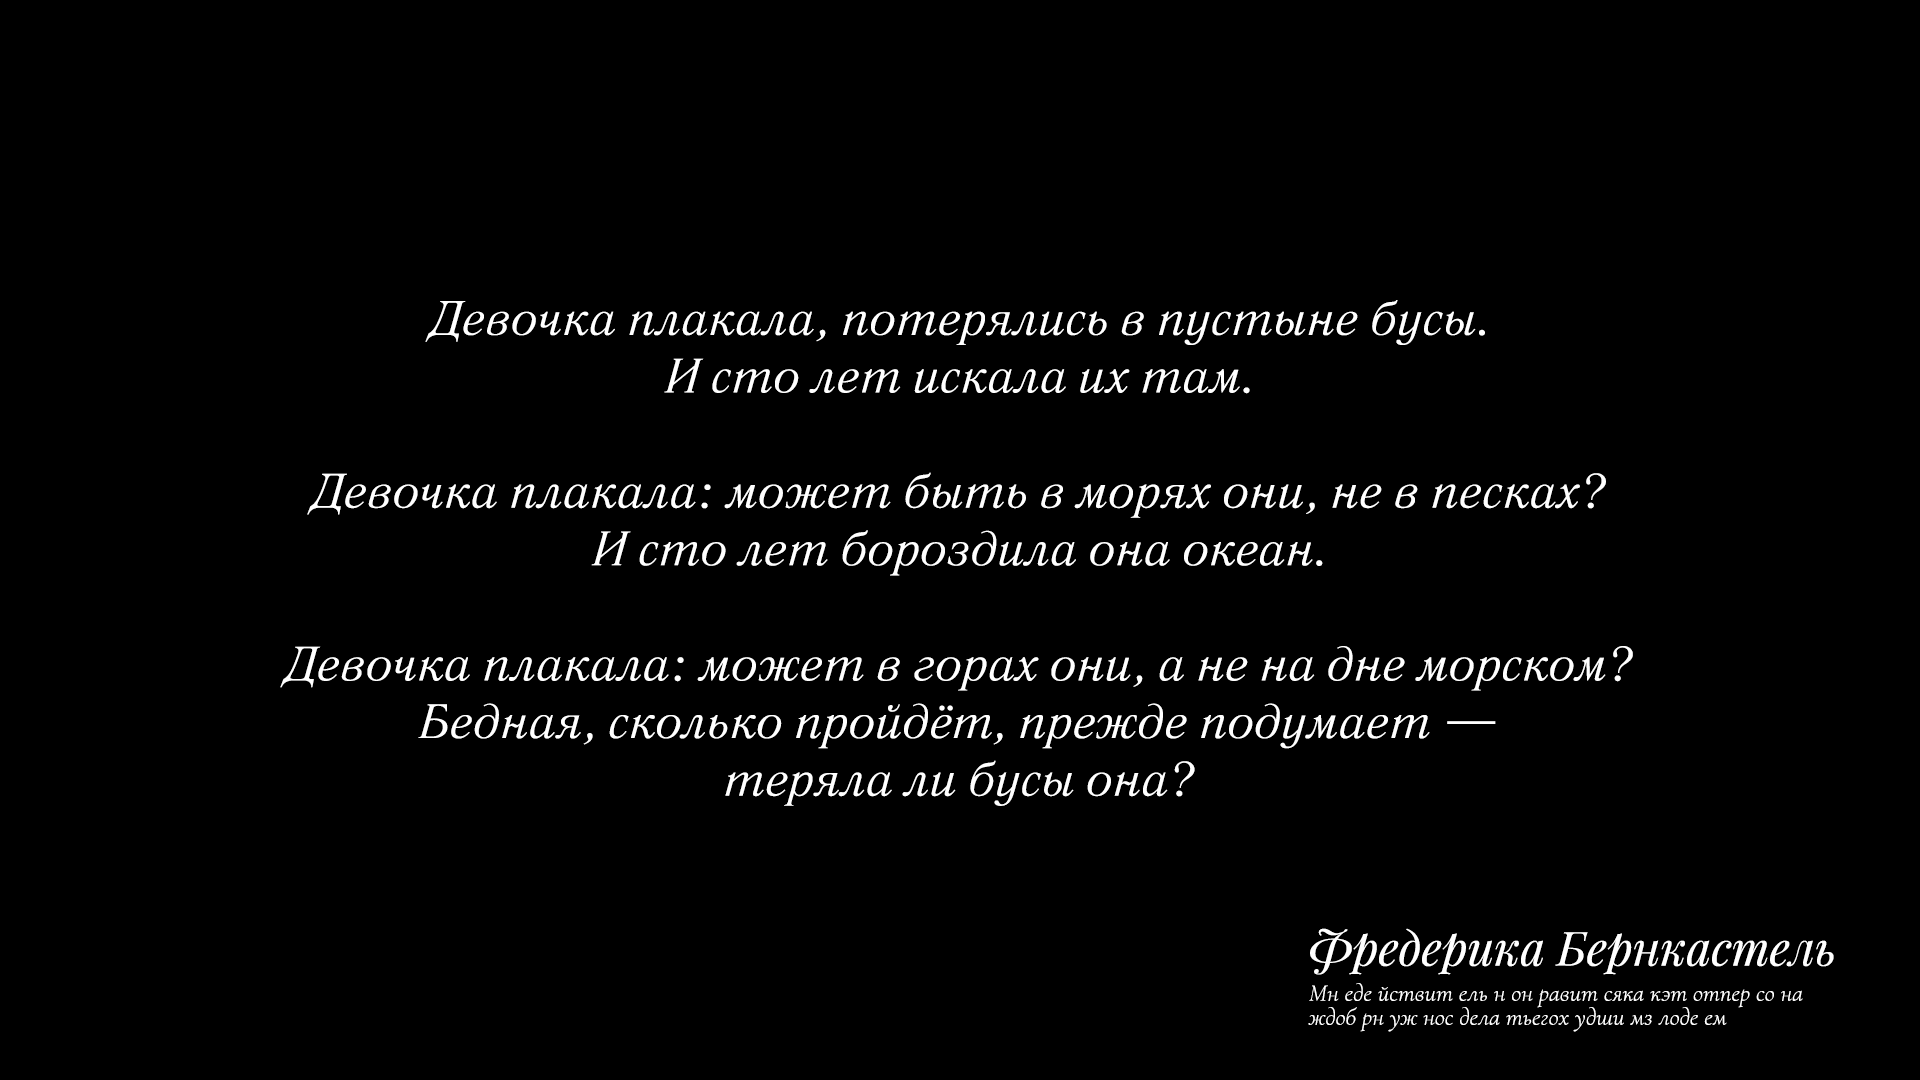 Девочка плакала, потерялись в пустыне бусы.
И сто лет искала их там.
Девочка плакала: может быть в морях они, не в песках?
И сто лет бороздила она океан.
Девочка плакала: может в горах они, а не на дне морском?
Бедная, сколько пройдёт, прежде подумает —
теряла ли бусы она?
Фредерика Бернкастель
Мн еде йствит ель н он равит сяка кэт отпер со на
ждоб рн уж нос дела тьегох удши мз лоде ем